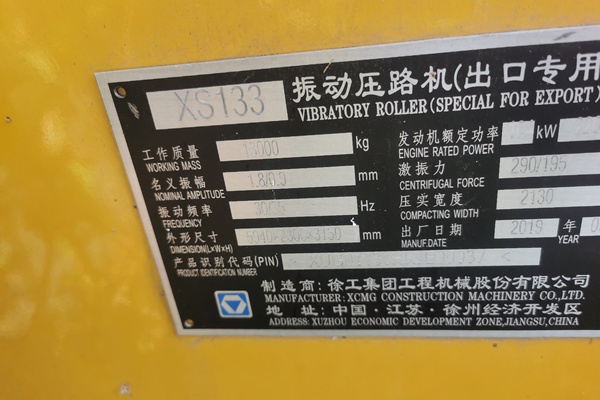 XS133 振动压路机(出口专用
VIBRATORY ROLLER (SPECIAL FOR EXPORT)
工作质量 13000 kg 发动机额定功率 kW
WORKING MASS ENGINE RATED POWER
名义振幅 1.8/0.9 mm 激振力 290/195
NOMINAL AMPLITUDE CENTRIFUGAL FORCE
振动频率 Hz 压实宽度 2130
FREQUENCY COMPACTING WIDTH
外形尺寸 mm 出厂日期 2019 年
DIMENSION(L×W×H) MANUF.DATE YEAR
产品识别代码(PIN)
PRODUCT IDENTIFICATION NUMBER
制造商:徐工集团工程机械股份有限公司
MANUFACTURER: XCMG CONSTRUCTION MACHINERY CO., LTD.
地 址: 中国·江苏·徐州经济开发区
ADDRESS: XUZHOU ECONOMIC DEVELOPMENT ZONE, JIANGSU, CHINA